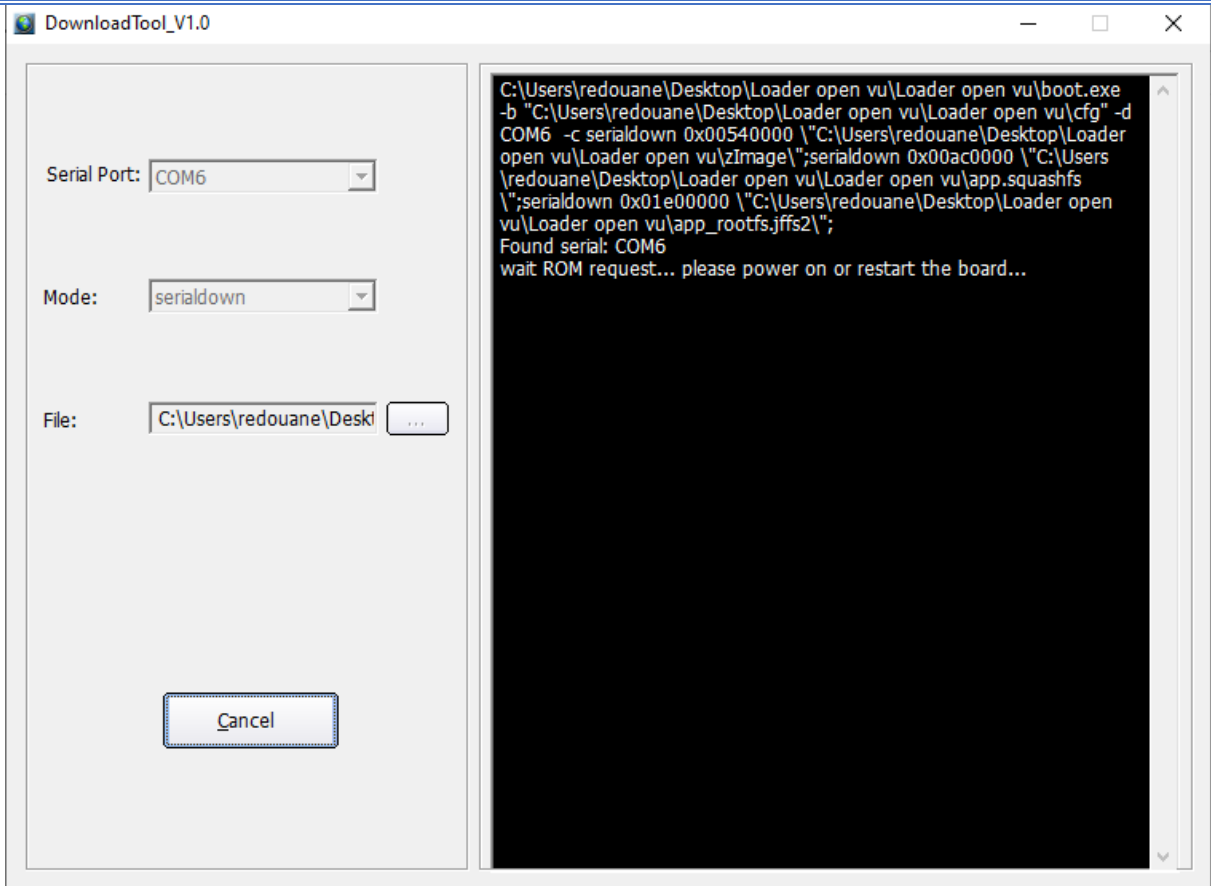 DownloadTool_V1.0
Serial Port:
COM6
Mode:
serialdown
File:
C:\Users\redouane\Deskt
...
Cancel
C:\Users\redouane\Desktop\Loader open vu\Loader open vu\boot.exe
-b "C:\Users\redouane\Desktop\Loader open vu\Loader open vu\cfg" -d
COM6  -c serialdown 0x00540000 \"C:\Users\redouane\Desktop\Loader
open vu\Loader open vu\zImage\";serialdown 0x00ac0000 \"C:\Users
\redouane\Desktop\Loader open vu\Loader open vu\app.squashfs
\";serialdown 0x01e00000 \"C:\Users\redouane\Desktop\Loader open
vu\Loader open vu\app_rootfs.jffs2\";
Found serial: COM6
wait ROM request... please power on or restart the board...